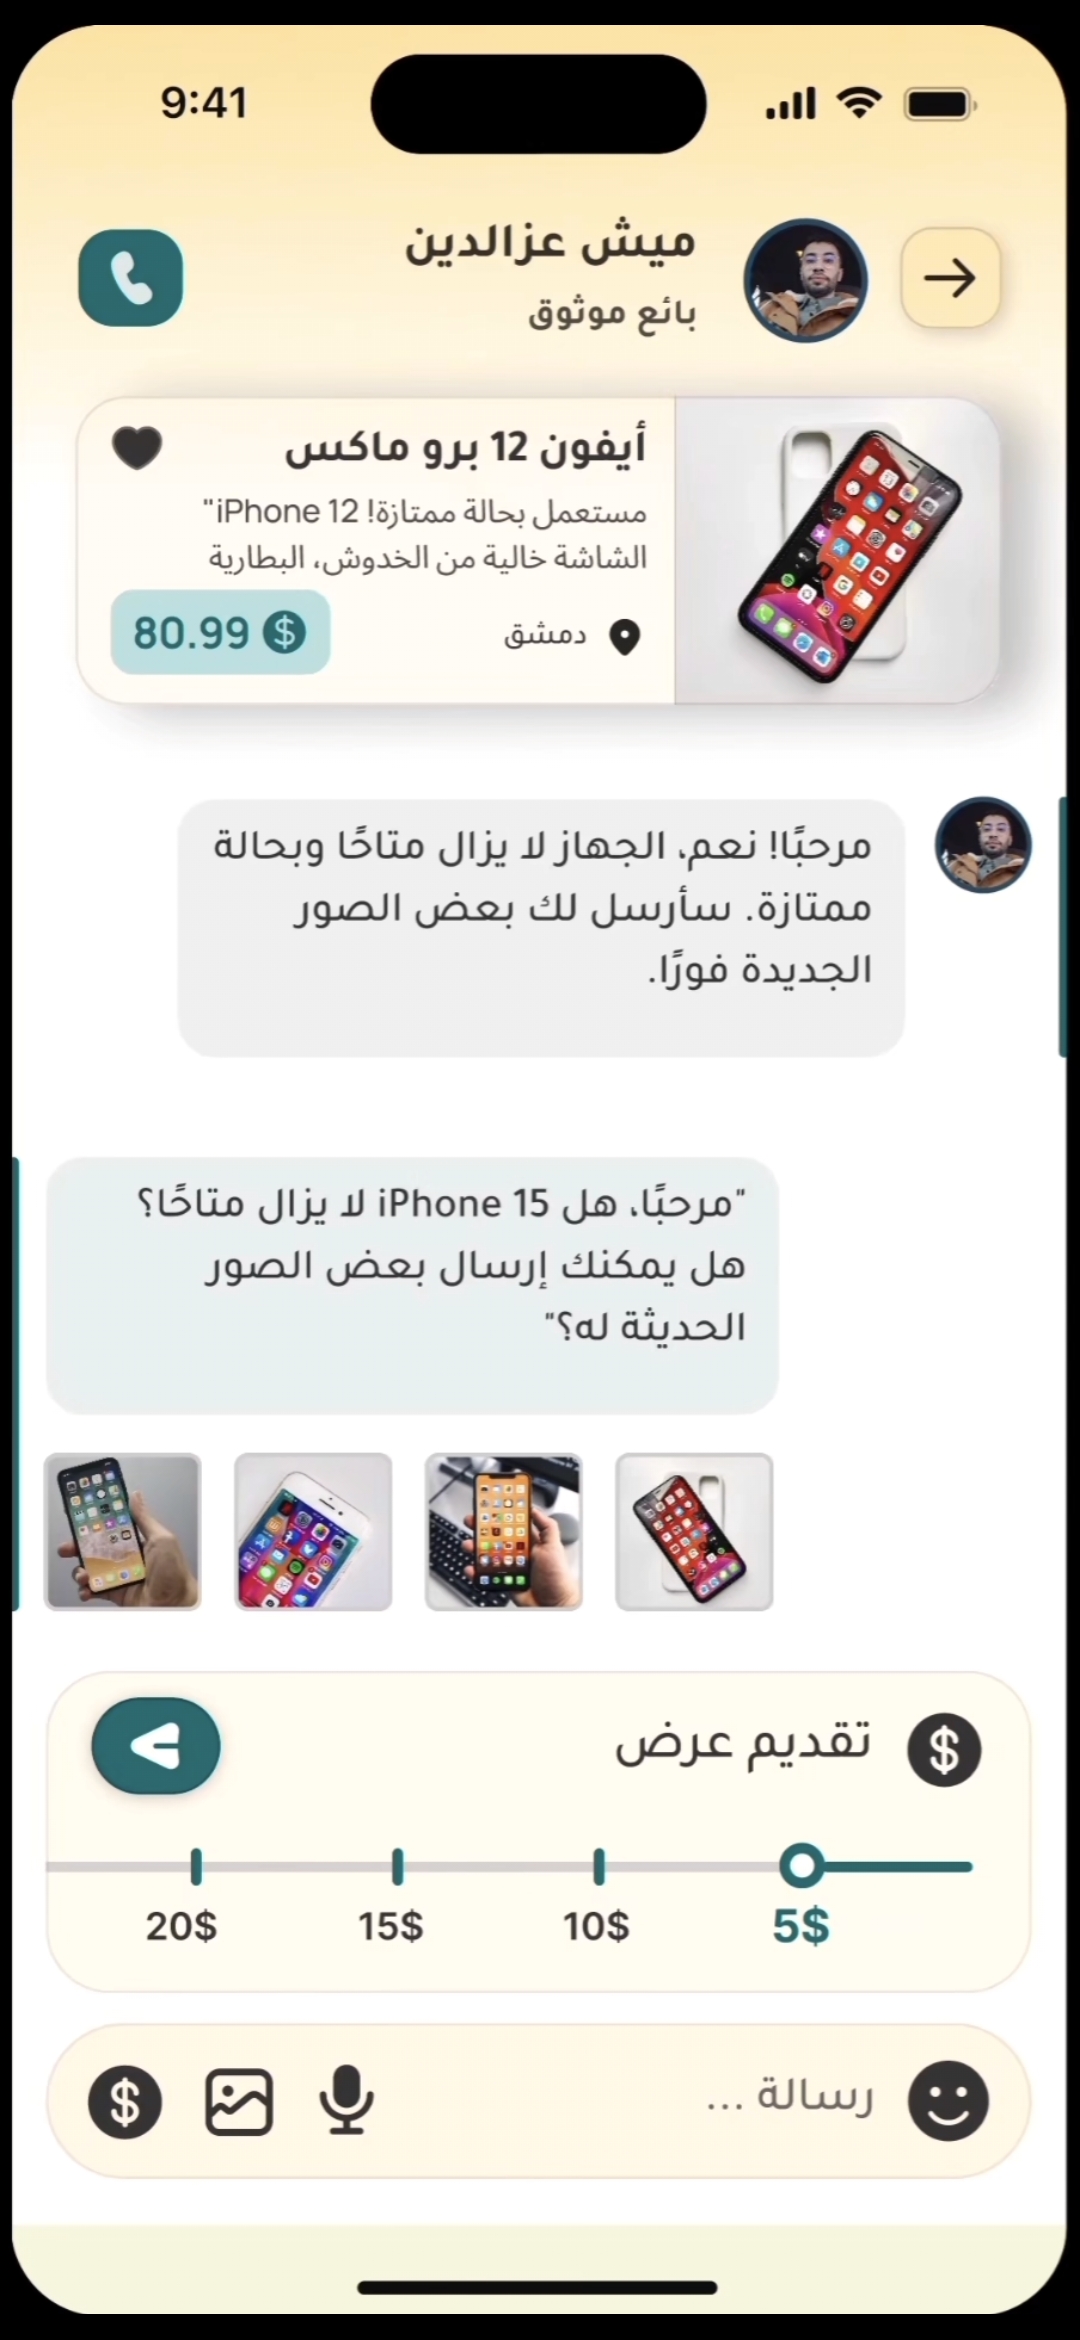 9:41
ميش عزالدين
بائع موثوق
أيفون 12 برو ماكس
مستعمل بحالة ممتازة! iPhone 12"
الشاشة خالية من الخدوش، البطارية
دمشق
80.99 $
مرحبًا! نعم، الجهاز لا يزال متاحًا وبحالة
ممتازة. سأرسل لك بعض الصور
الجديدة فورًا.
"مرحبًا، هل iPhone 15 لا يزال متاحًا؟
هل يمكنك إرسال بعض الصور
الحديثة له؟"
$ تقديم عرض
5$ 10$ 15$ 20$
رسالة ...
$